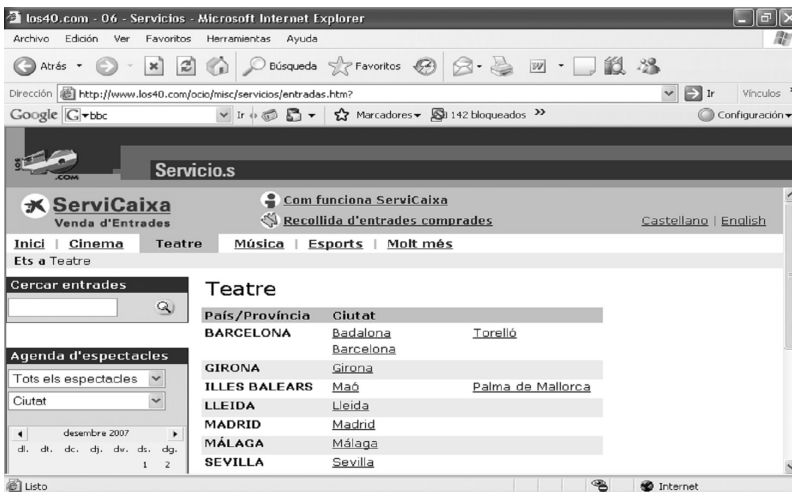 los40.com - 06 - Servicios - Microsoft Internet Explorer
Archivo Edición Ver Favoritos Herramientas Ayuda
Atrás Búsqueda Favoritos
Dirección http://www.los40.com/ocio/misc/servicios/entradas.htm? Ir Vínculos
Google bbc Ir Marcadores 142 bloqueados » Configuración
.COM Servicio.s
ServiCaixa
Venda d'Entrades
Com funciona ServiCaixa
Recollida d'entrades comprades
Castellano | English
Inici | Cinema Teatre Música | Esports | Molt més
Ets a Teatre
Cercar entrades
Agenda d'espectacles
Tots els espectacles
Ciutat
desembre 2007
dl. dt. dc. dj. dv. ds. dg.
1 2
Teatre
País/Província Ciutat
BARCELONA Badalona Torelló
Barcelona
GIRONA Girona
ILLES BALEARS Maó Palma de Mallorca
LLEIDA Lleida
MADRID Madrid
MÁLAGA Málaga
SEVILLA Sevilla
Listo Internet